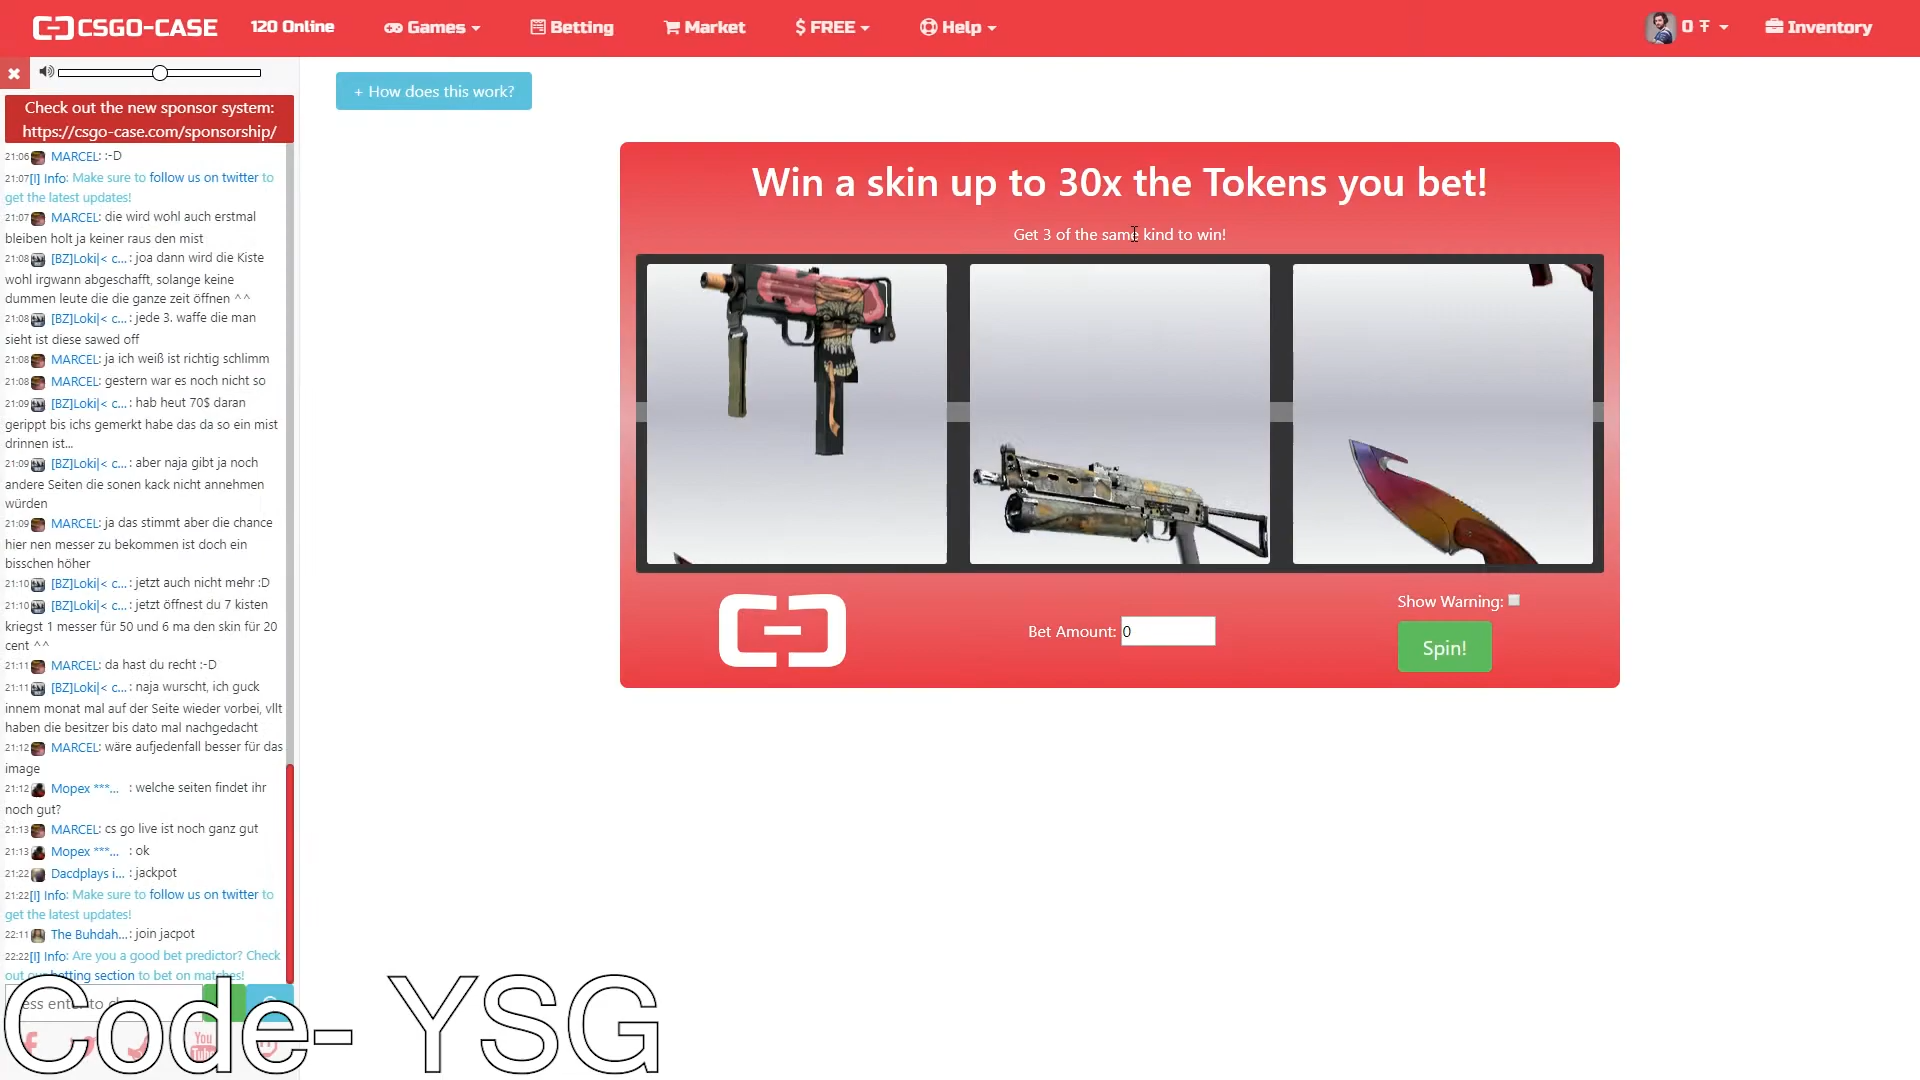 CSGO-CASE 120 Online Games Betting Market $ FREE Help 0 Ŧ Inventory
Check out the new sponsor system:
https://csgo-case.com/sponsorship/
21:06 MARCEL: :-D
21:07[I] Info: Make sure to follow us on twitter to
get the latest updates!
21:07 MARCEL: die wird wohl auch erstmal
bleiben holt ja keiner raus den mist
21:08 [BZ]Loki|< c... : joa dann wird die Kiste
wohl irgwann abgeschafft, solange keine
dummen leute die die ganze zeit öffnen ^^
21:08 [BZ]Loki|< c... : jede 3. waffe die man
sieht ist diese sawed off
21:08 MARCEL: ja ich weiß ist richtig schlimm
21:08 MARCEL: gestern war es noch nicht so
21:09 [BZ]Loki|< c... : hab heut 70$ daran
gerippt bis ichs gemerkt habe das da so ein mist
drinnen ist...
21:09 [BZ]Loki|< c... : aber naja gibt ja noch
andere Seiten die sonen kack nicht annehmen
würden
21:09 MARCEL: ja das stimmt aber die chance
hier nen messer zu bekommen ist doch ein
bisschen höher
21:10 [BZ]Loki|< c... : jetzt auch nicht mehr :D
21:10 [BZ]Loki|< c... : jetzt öffnest du 7 kisten
kriegst 1 messer für 50 und 6 ma den skin für 20
cent ^^
21:11 MARCEL: da hast du recht :-D
21:11 [BZ]Loki|< c... : naja wurscht, ich guck
innem monat mal auf der Seite wieder vorbei, vllt
haben die besitzer bis dato mal nachgedacht
21:12 MARCEL: wäre aufjedenfall besser für das
image
21:12 Mopex ***... : welche seiten findet ihr
noch gut?
21:13 MARCEL: cs go live ist noch ganz gut
21:13 Mopex ***... : ok
21:22 Dacdplays i... : jackpot
21:22[I] Info: Make sure to follow us on twitter to
get the latest updates!
22:11 The Buhdah... : join jacpot
22:22[I] Info: Are you a good bet predictor? Check
out our betting section to bet on matches!
Code- YSG
+ How does this work?
Win a skin up to 30x the Tokens you bet!
Get 3 of the same kind to win!
Bet Amount: 0
Show Warning:
Spin!